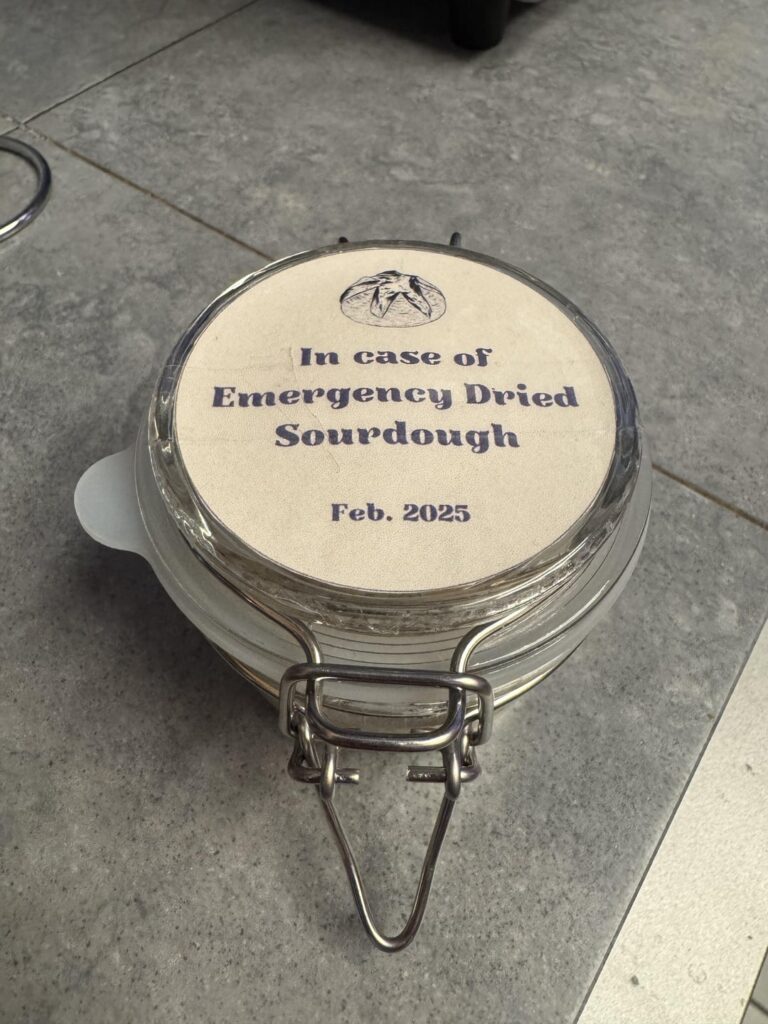 In case of
Emergency Dried
Sourdough
Feb. 2025